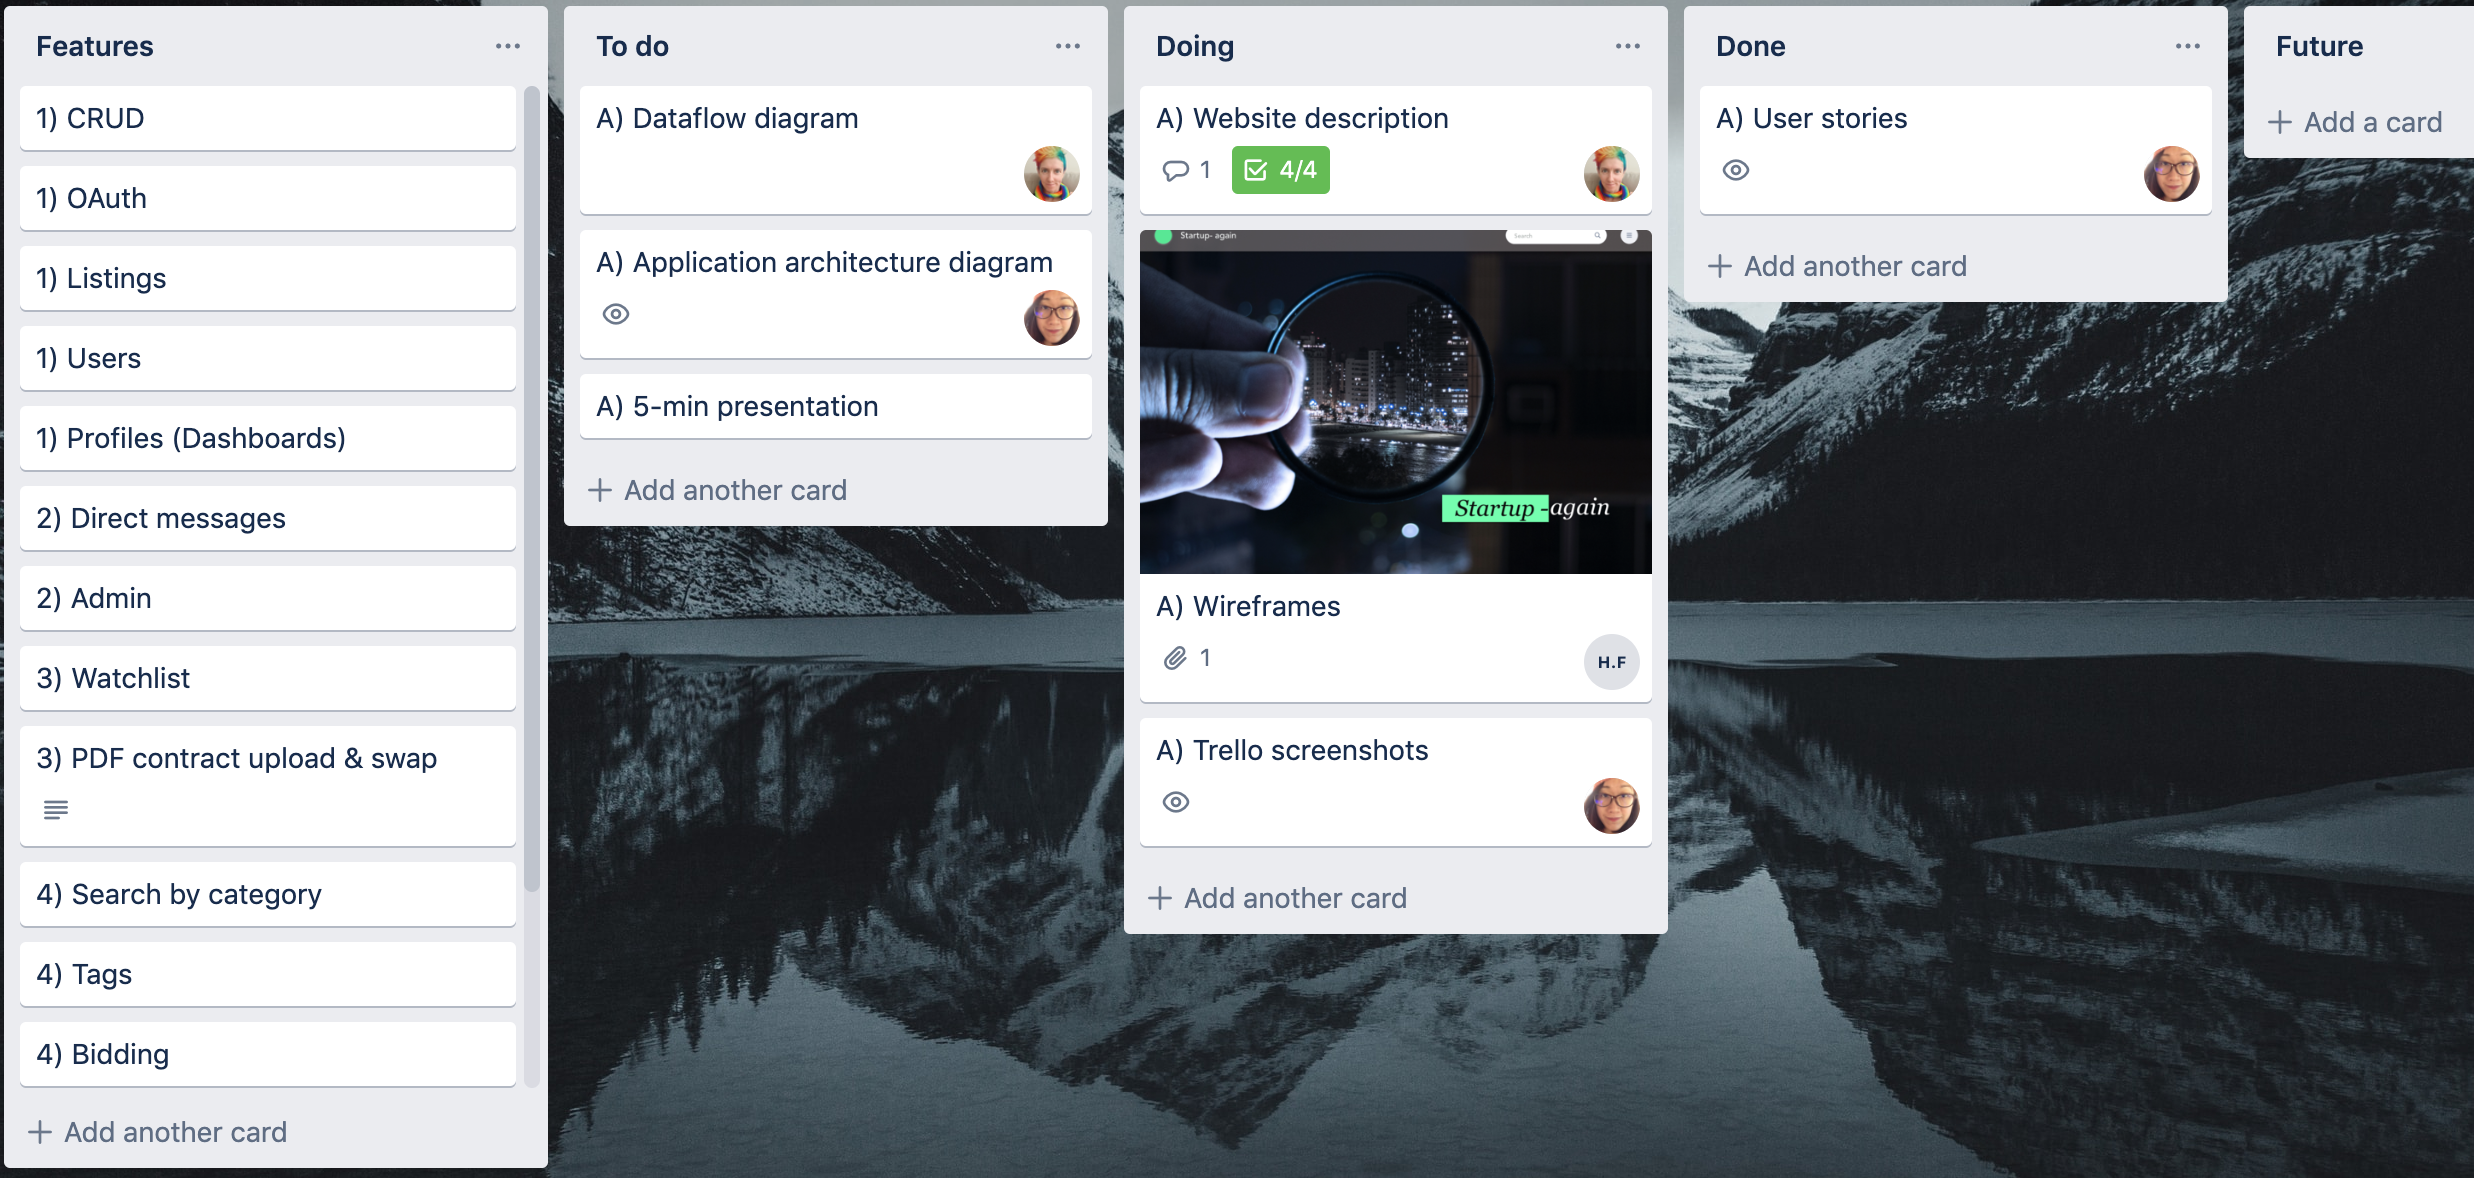 Features
1) CRUD
1) OAuth
1) Listings
1) Users
1) Profiles (Dashboards)
2) Direct messages
2) Admin
3) Watchlist
3) PDF contract upload & swap
4) Search by category
4) Tags
4) Bidding
Add another card
To do
A) Dataflow diagram
A) Application architecture diagram
A) 5-min presentation
Add another card
Doing
A) Website description
1 4/4
Startup- again
Search
Startup -again
A) Wireframes
1
H.F
A) Trello screenshots
Add another card
Done
A) User stories
Add another card
Future
Add a card